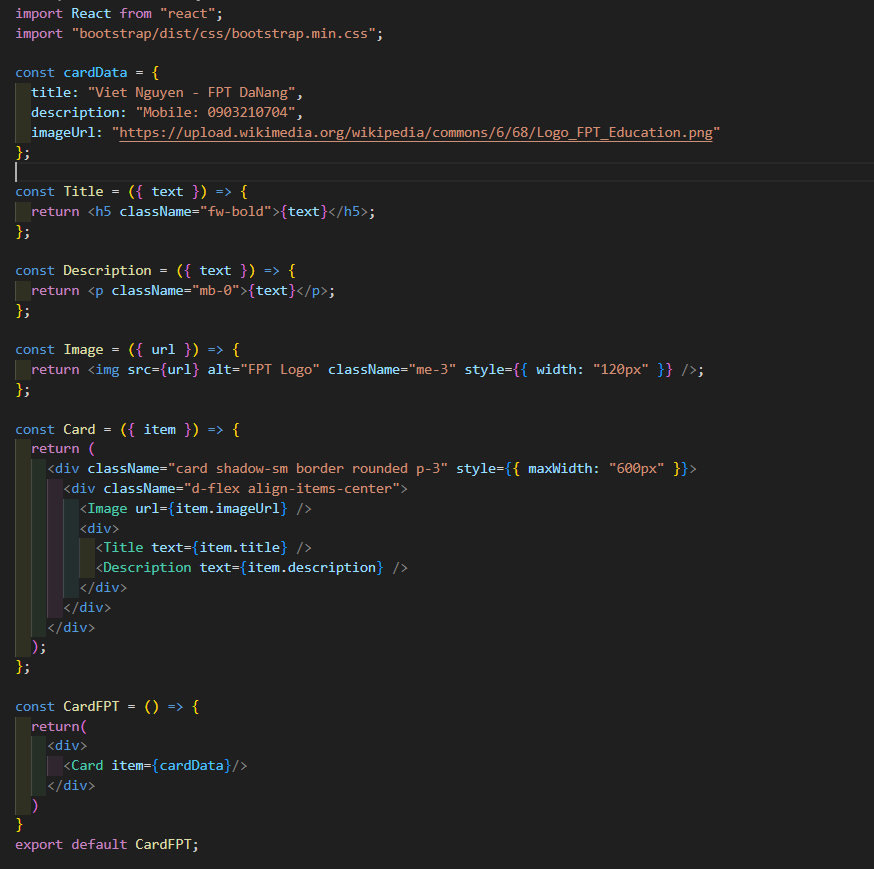 import React from "react";
import "bootstrap/dist/css/bootstrap.min.css";
const cardData = {
title: "Viet Nguyen - FPT DaNang",
description: "Mobile: 0903210704",
imageUrl: "https://upload.wikimedia.org/wikipedia/commons/6/68/Logo_FPT_Education.png"
};
const Title = ({ text }) => {
return <h5 className="fw-bold">{text}</h5>;
};
const Description = ({ text }) => {
return <p className="mb-0">{text}</p>;
};
const Image = ({ url }) => {
return <img src={url} alt="FPT Logo" className="me-3" style={{ width: "120px" }} />;
};
const Card = ({ item }) => {
return (
<div className="card shadow-sm border rounded p-3" style={{ maxWidth: "600px" }}>
<div className="d-flex align-items-center">
<Image url={item.imageUrl} />
<div>
<Title text={item.title} />
<Description text={item.description} />
</div>
</div>
</div>
);
};
const CardFPT = () => {
return(
<div>
<Card item={cardData}/>
</div>
)
}
export default CardFPT;